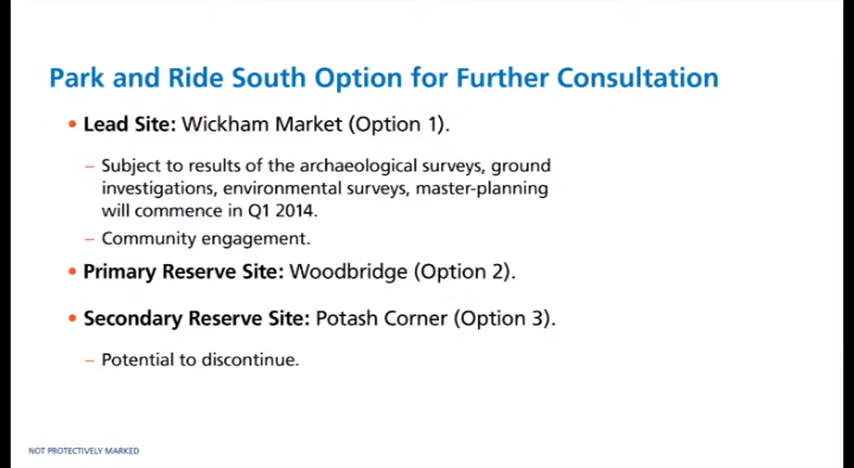 Park and Ride South Option for Further Consultation
• Lead Site: Wickham Market (Option 1).
– Subject to results of the archaeological surveys, ground
investigations, environmental surveys, master-planning
will commence in Q1 2014.
– Community engagement.
• Primary Reserve Site: Woodbridge (Option 2).
• Secondary Reserve Site: Potash Corner (Option 3).
– Potential to discontinue.
NOT PROTECTIVELY MARKED